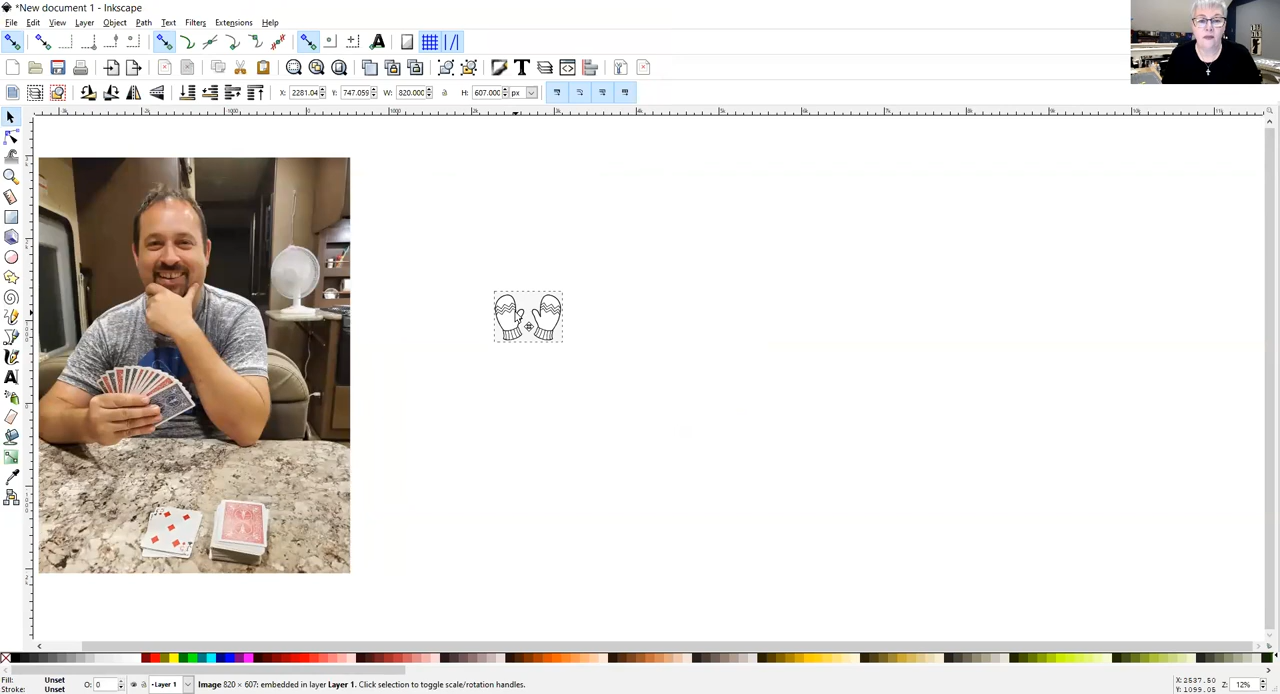 *New document 1 - Inkscape
File Edit View Layer Object Path Text Filters Extensions Help
X: 2281.04 Y: 747.059 W: 820.000 H: 607.000 px
Fill: Unset
Stroke: Unset
O: 0
Layer 1
Image 820 × 607: embedded in layer Layer 1. Click selection to toggle scale/rotation handles.
X: 2537.50
Y: 1099.05
Z: 12%